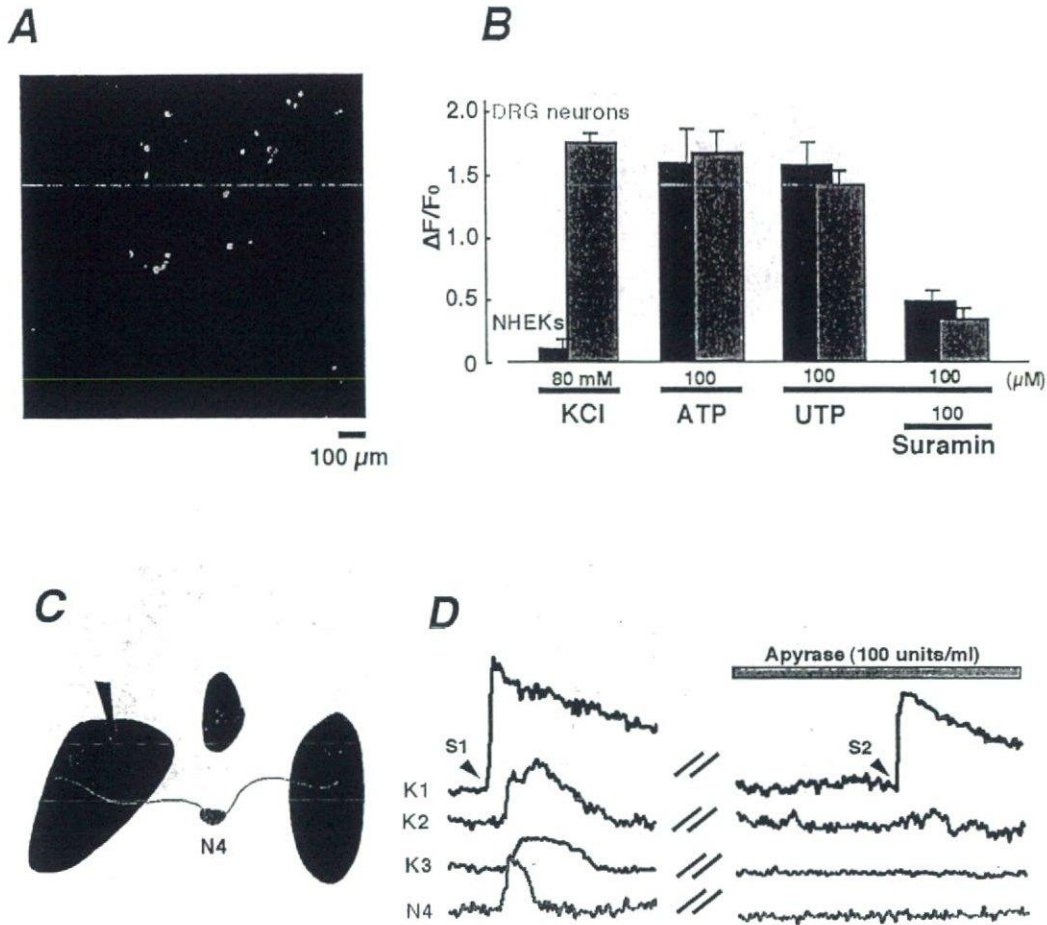 A
B
2.0
DRG neurons
1.5
1.0
0.5
0
ΔF/Fo
NHEKs
80 mM
100
100
100
(µM)
KCl
ATP
UTP
100
Suramin
100 µm
C
D
Apyrase (100 units/ml)
S1
S2
K1
K2
K3
N4
N4